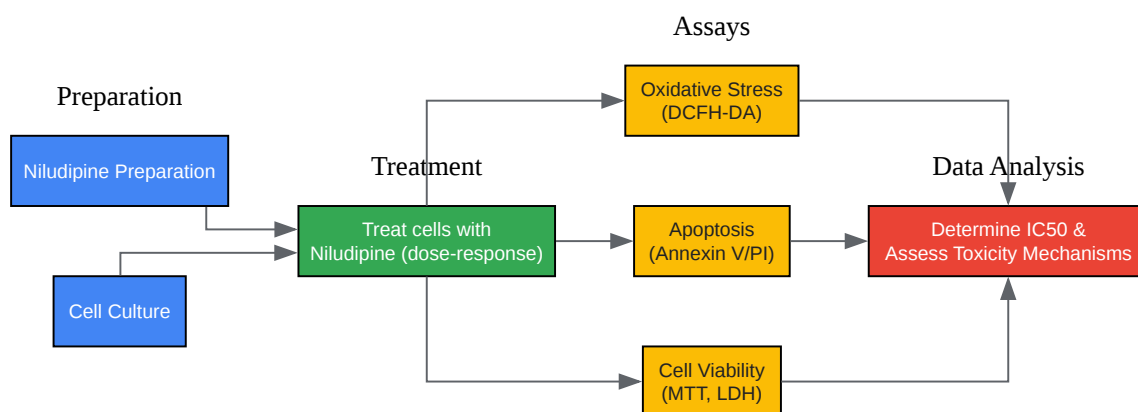 Preparation
Niludipine Preparation
Cell Culture
Treatment
Treat cells with
Niludipine (dose-response)
Assays
Oxidative Stress
(DCFH-DA)
Apoptosis
(Annexin V/PI)
Cell Viability
(MTT, LDH)
Data Analysis
Determine IC50 &
Assess Toxicity Mechanisms